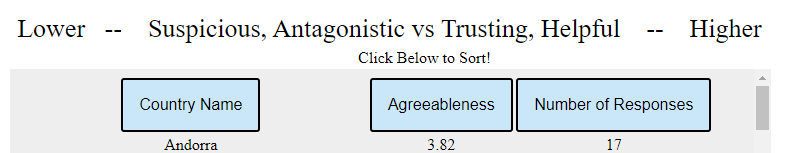 Lower -- Suspicious, Antagonistic vs Trusting, Helpful -- Higher
Click Below to Sort!
Country Name Agreeableness Number of Responses
Andorra 3.82 17